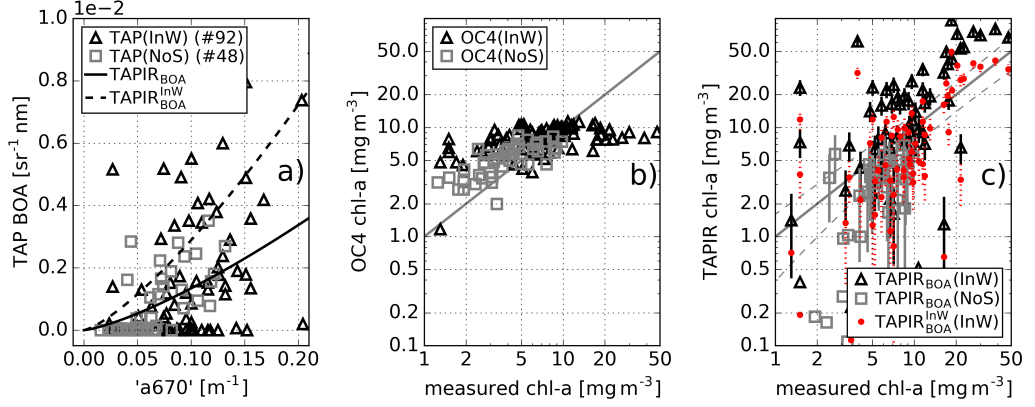 1e−2
TAP BOA [sr⁻¹ nm]
1.0
0.8
0.6
0.4
0.2
0.0
TAP(InW) (#92)
TAP(NoS) (#48)
TAPIR_BOA
TAPIR_BOA^InW
a)
0.00 0.05 0.10 0.15 0.20
'a670' [m⁻¹]
OC4 chl-a [mg m⁻³]
50.0
20.0
10.0
5.0
2.0
1.0
0.5
0.2
0.1
OC4(InW)
OC4(NoS)
b)
1 2 5 10 20 50
measured chl-a [mg m⁻³]
TAPIR chl-a [mg m⁻³]
50.0
20.0
10.0
5.0
2.0
1.0
0.5
0.2
0.1
c)
TAPIR_BOA(InW)
TAPIR_BOA(NoS)
TAPIR_BOA^InW(InW)
1 2 5 10 20 50
measured chl-a [mg m⁻³]